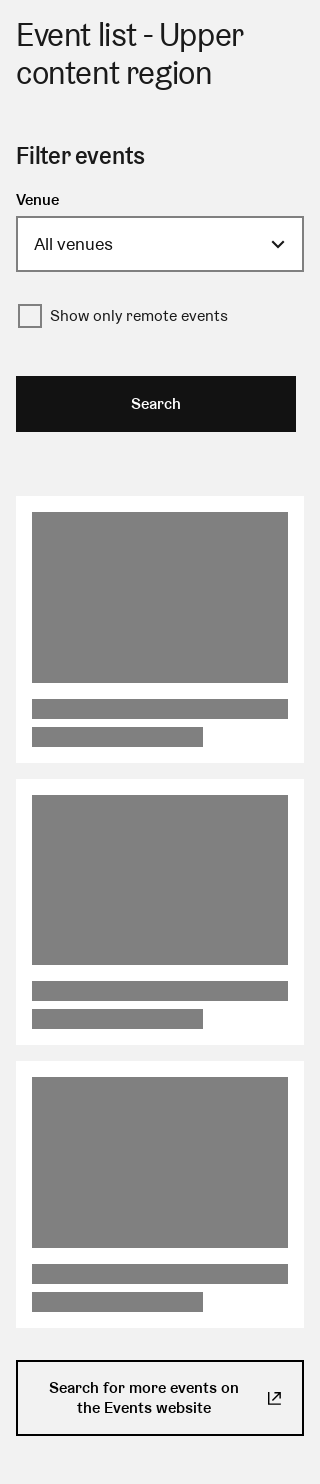 Event list - Upper
content region
Filter events
Venue
All venues
Show only remote events
Search
Search for more events on
the Events website